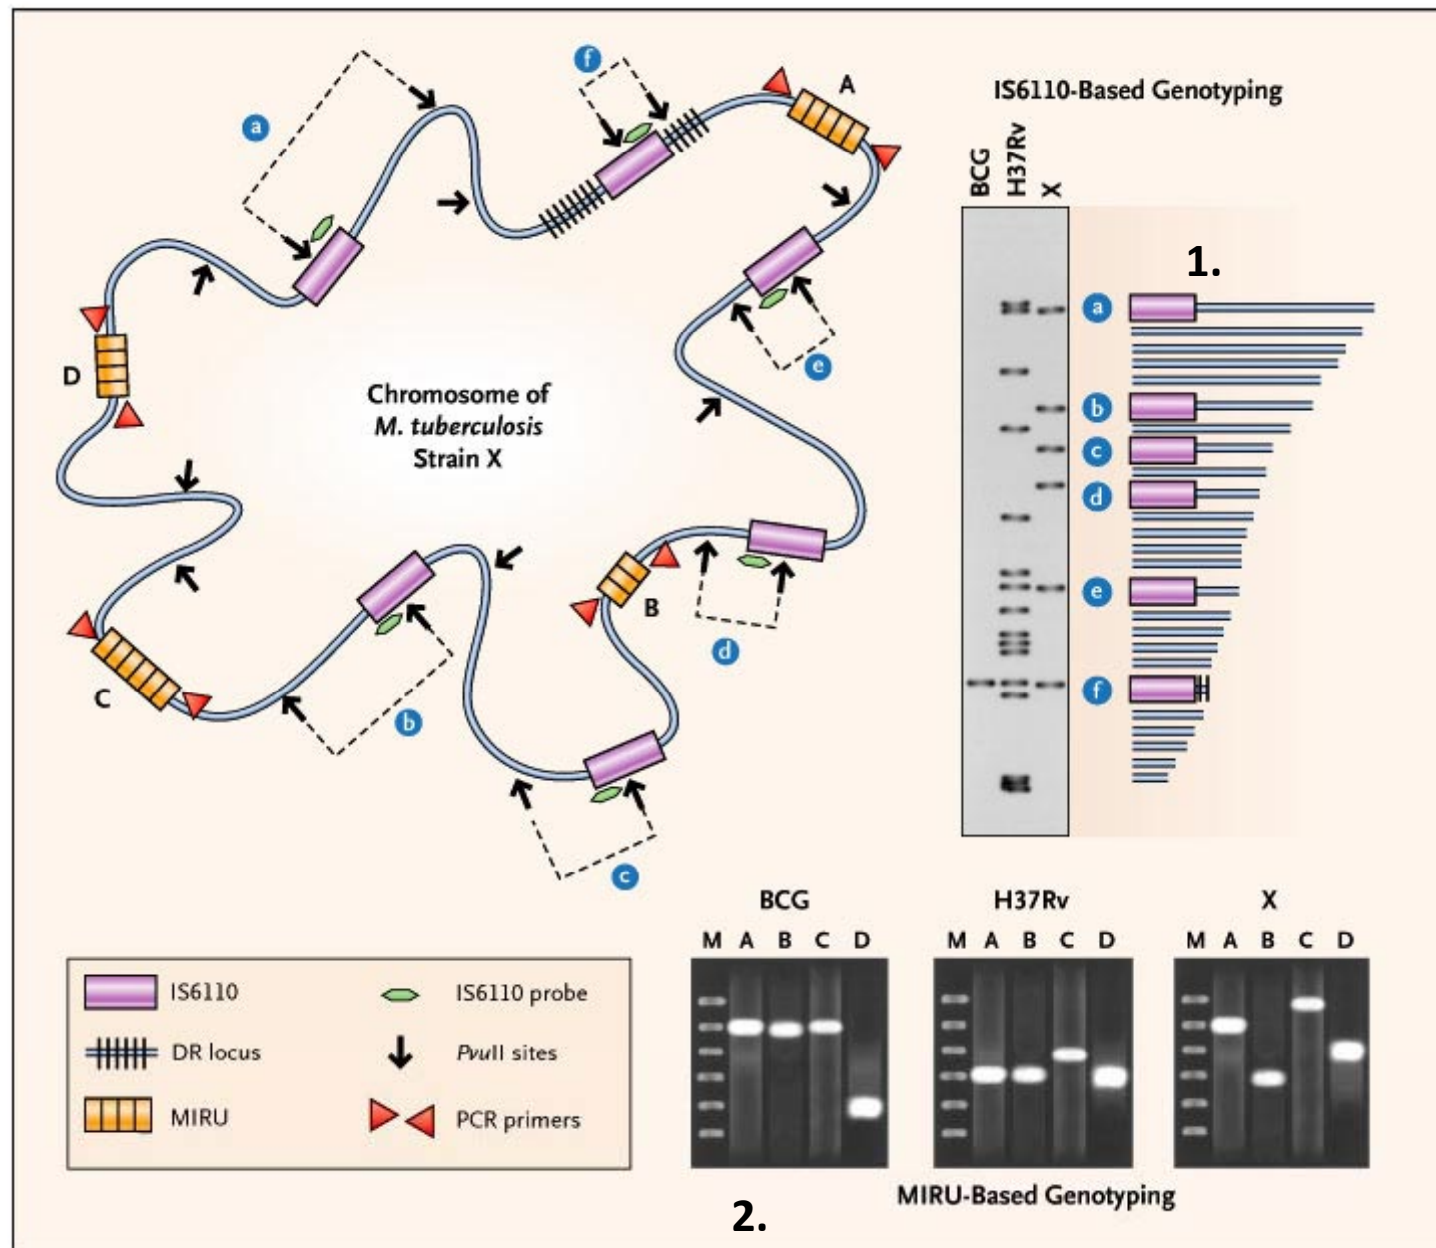 a
f
A
IS6110-Based Genotyping
BCG
H37Rv
X
1.
a
b
c
d
e
f
e
D
Chromosome of
M. tuberculosis
Strain X
B
d
C
b
c
BCG
M A B C D
H37Rv
M A B C D
X
M A B C D
MIRU-Based Genotyping
2.
IS6110
IS6110 probe
DR locus
PvuII sites
MIRU
PCR primers